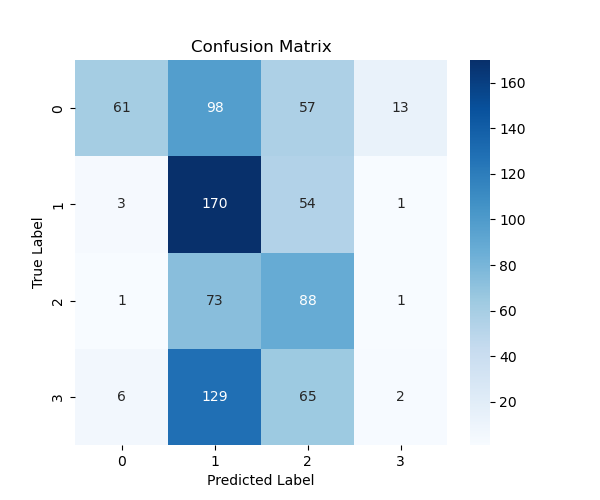 Confusion Matrix
0 61 98 57 13
1 3 170 54 1
2 1 73 88 1
3 6 129 65 2
0 1 2 3
True Label
Predicted Label
160
140
120
100
80
60
40
20